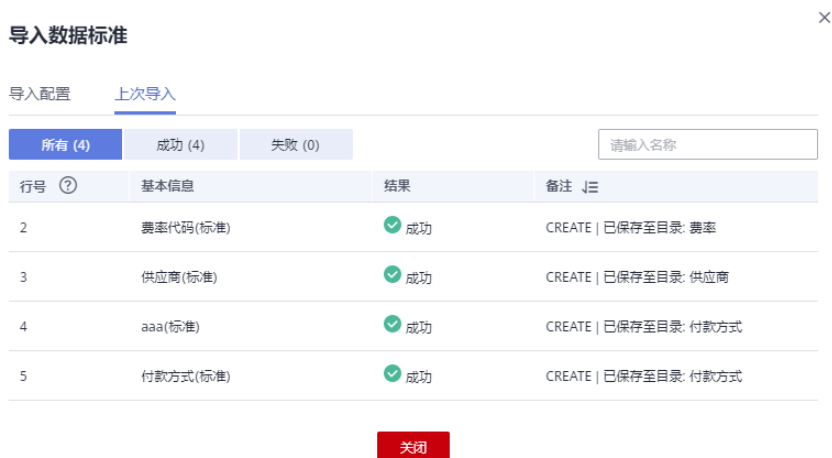 导入数据标准
导入配置 上次导入
所有 (4) 成功 (4) 失败 (0) 请输入名称
行号 基本信息 结果 备注
2 费率代码(标准) 成功 CREATE | 已保存至目录: 费率
3 供应商(标准) 成功 CREATE | 已保存至目录: 供应商
4 aaa(标准) 成功 CREATE | 已保存至目录: 付款方式
5 付款方式(标准) 成功 CREATE | 已保存至目录: 付款方式
关闭